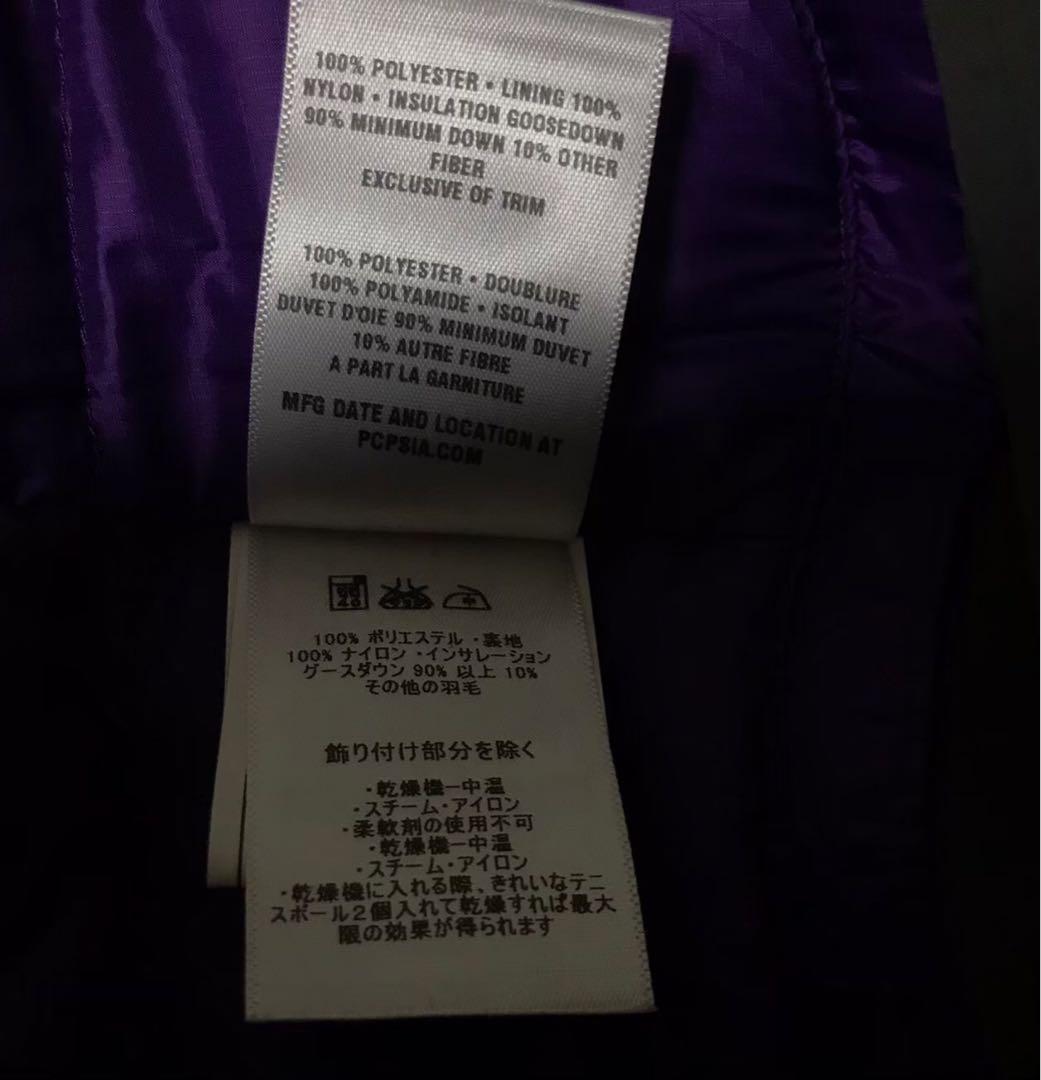 100% POLYESTER • LINING 100%
NYLON • INSULATION GOOSEDOWN
90% MINIMUM DOWN 10% OTHER
FIBER
EXCLUSIVE OF TRIM
100% POLYESTER • DOUBLURE
100% POLYAMIDE • ISOLANT
DUVET D'OIE 90% MINIMUM DUVET
10% AUTRE FIBRE
A PART LA GARNITURE
MFG DATE AND LOCATION AT
PCPSIA.COM
40 中
100% ポリエステル・裏地
100% ナイロン・インサレーション
グースダウン 90% 以上 10%
その他の羽毛
飾り付け部分を除く
・乾燥機ー中温
・スチーム・アイロン
・柔軟剤の使用不可
・乾燥機ー中温
・スチーム・アイロン
・乾燥機に入れる際、きれいなテニ
スボール2個入れて乾燥すれば最大
限の効果が得られます